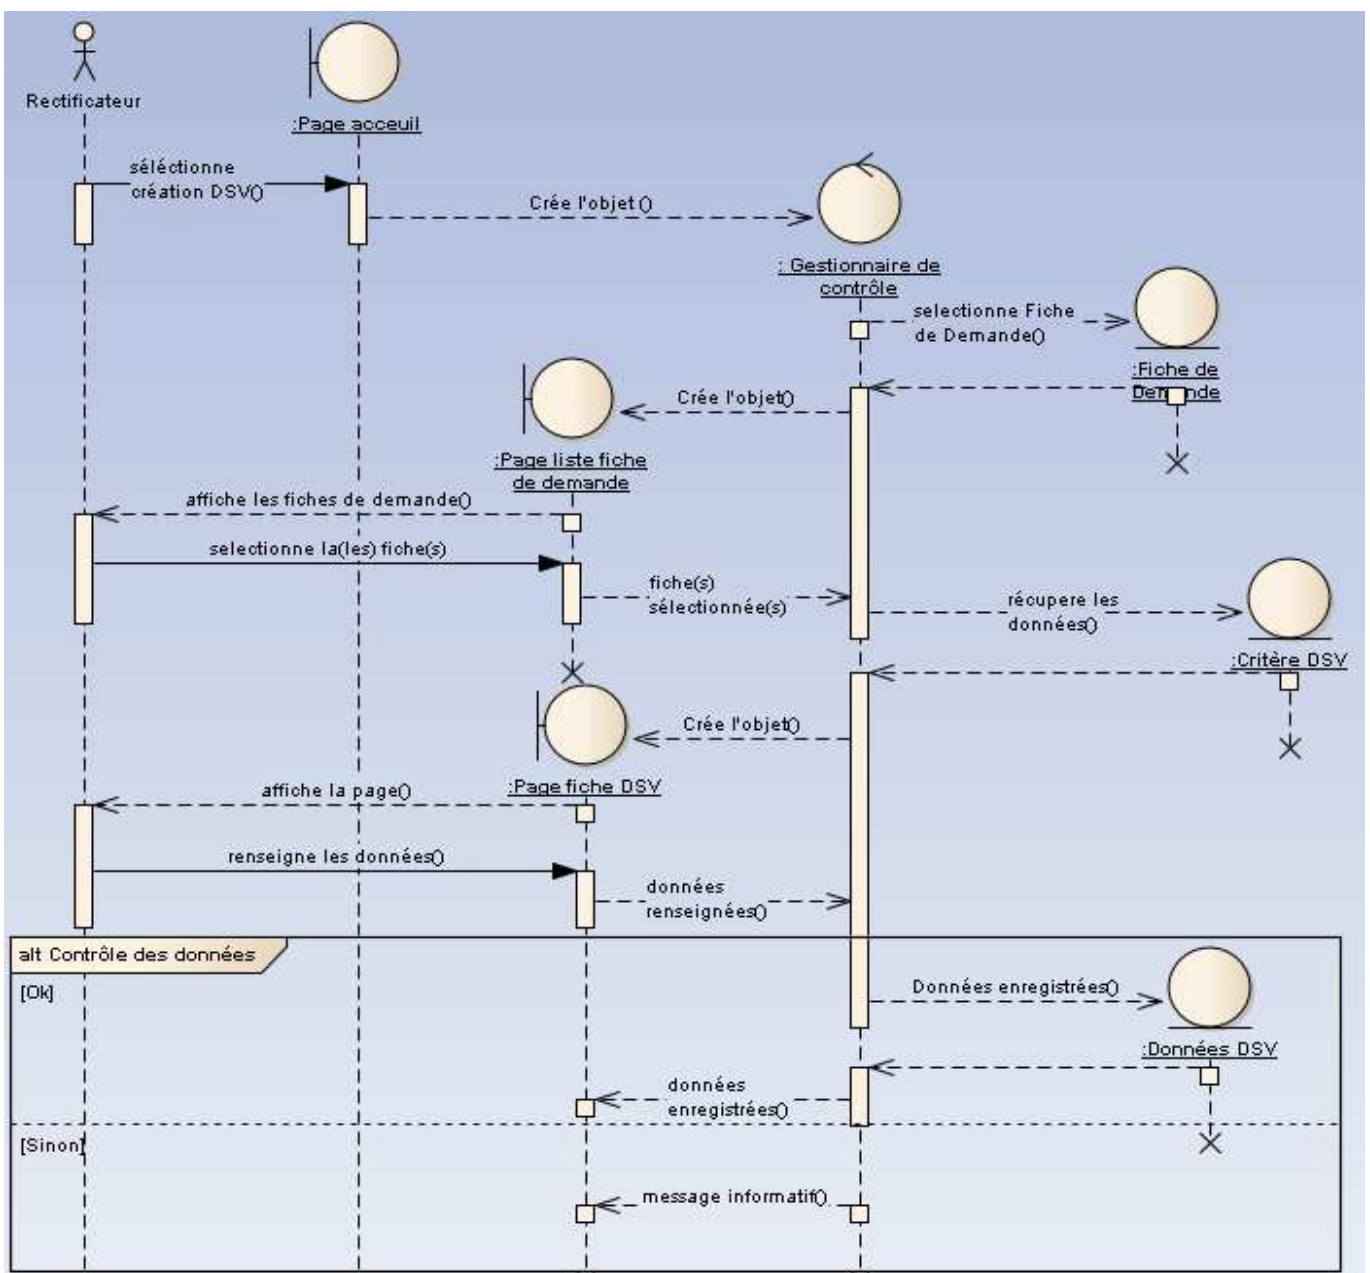 Rectificateur
:Page acceuil
séléctionne
création DSV()
Crée l'objet ()
: Gestionnaire de
contrôle
selectionne Fiche
de Demande()
:Fiche de
Demande
Crée l'objet()
:Page liste fiche
de demande
affiche les fiches de demande()
selectionne la(les) fiche(s)
fiche(s)
sélectionnée(s)
récupere les
données()
:Critère DSV
Crée l'objet()
:Page fiche DSV
affiche la page()
renseigne les données()
données
renseignées()
alt Contrôle des données
[Ok]
Données enregistrées()
:Données DSV
données
enregistrées()
[Sinon]
message informatif()